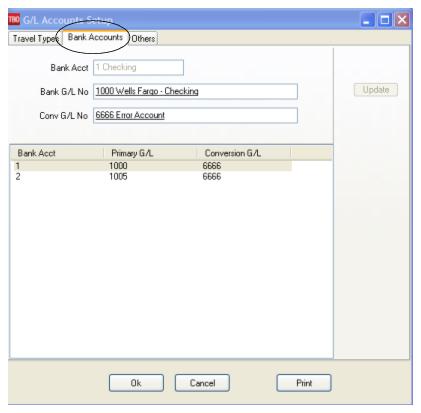 TBO G/L Accounts Setup
Travel Types Bank Accounts Others
Bank Acct 1 Checking
Bank G/L No 1000 Wells Fargo - Checking Update
Conv G/L No 6666 Error Account
Bank Acct Primary G/L Conversion G/L
1 1000 6666
2 1005 6666
Ok Cancel Print